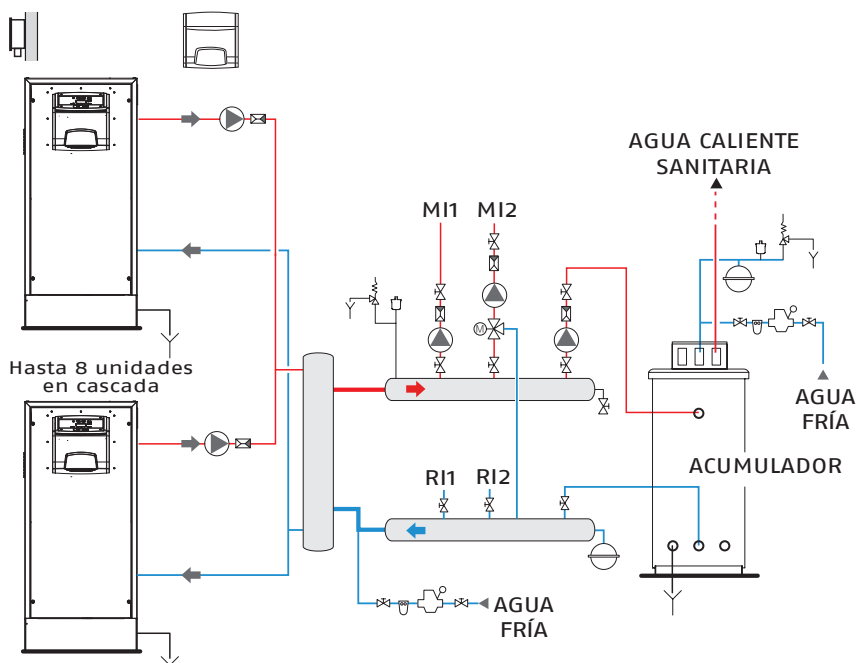 AGUA CALIENTE
SANITARIA
MI1
MI2
Hasta 8 unidades
en cascada
M
AGUA
FRÍA
ACUMULADOR
RI1
RI2
AGUA
FRÍA